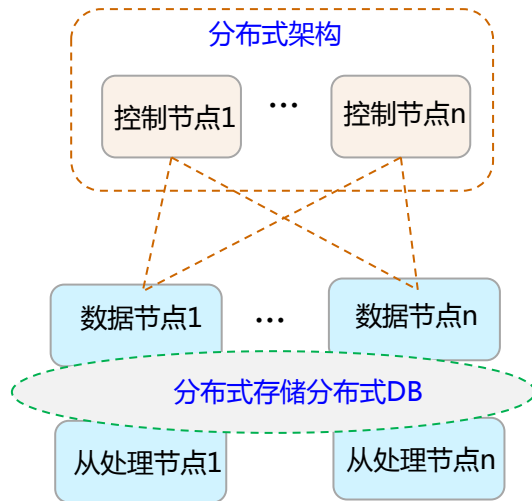 分布式架构
控制节点1 ... 控制节点n
数据节点1 ... 数据节点n
分布式存储分布式DB
从处理节点1 从处理节点n